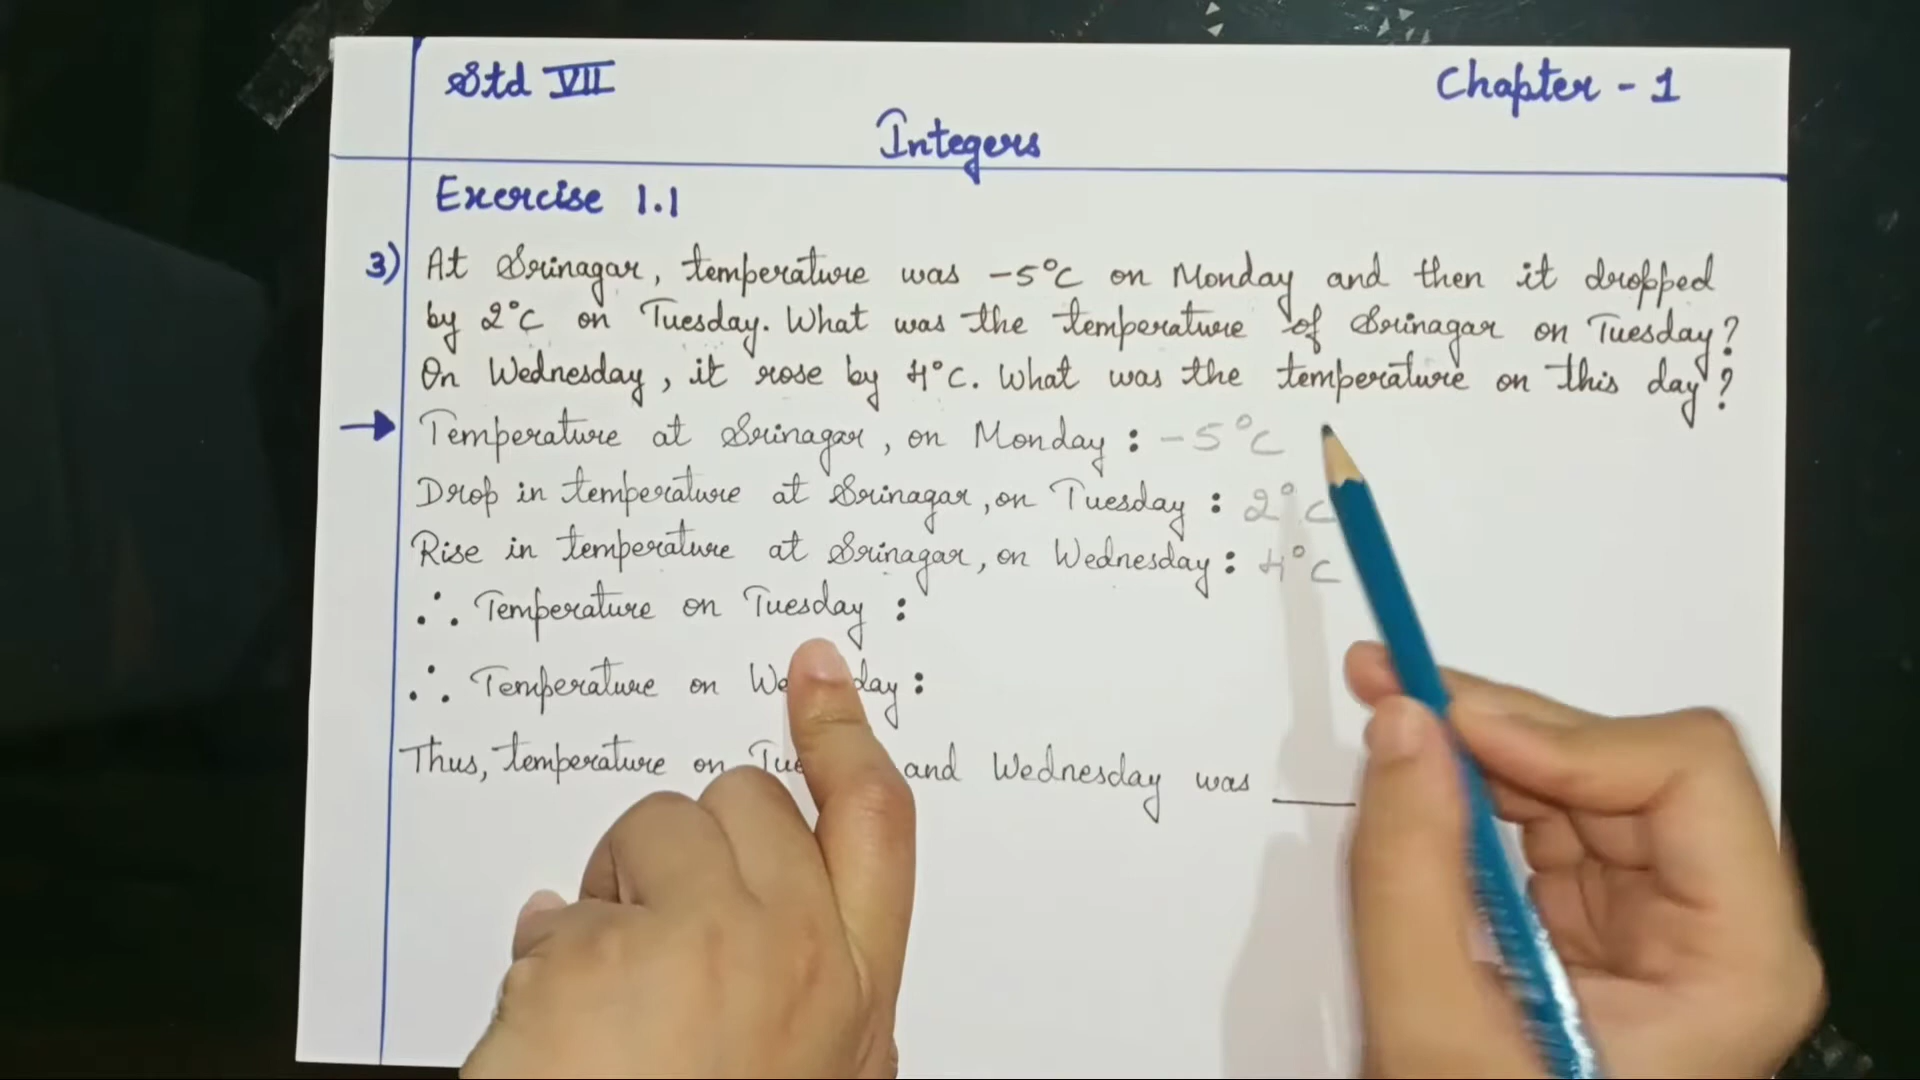 Std VII
Chapter - 1
Integers
Exercise 1.1
3) At Srinagar, temperature was -5°C on Monday and then it dropped
by 2°C on Tuesday. What was the temperature of Srinagar on Tuesday?
On Wednesday, it rose by 4°C. What was the temperature on this day?
→ Temperature at Srinagar, on Monday : -5°C
Drop in temperature at Srinagar, on Tuesday : 2°C
Rise in temperature at Srinagar, on Wednesday : 4°C
∴ Temperature on Tuesday :
∴ Temperature on :
Thus, temperature on and Wednesday was ____